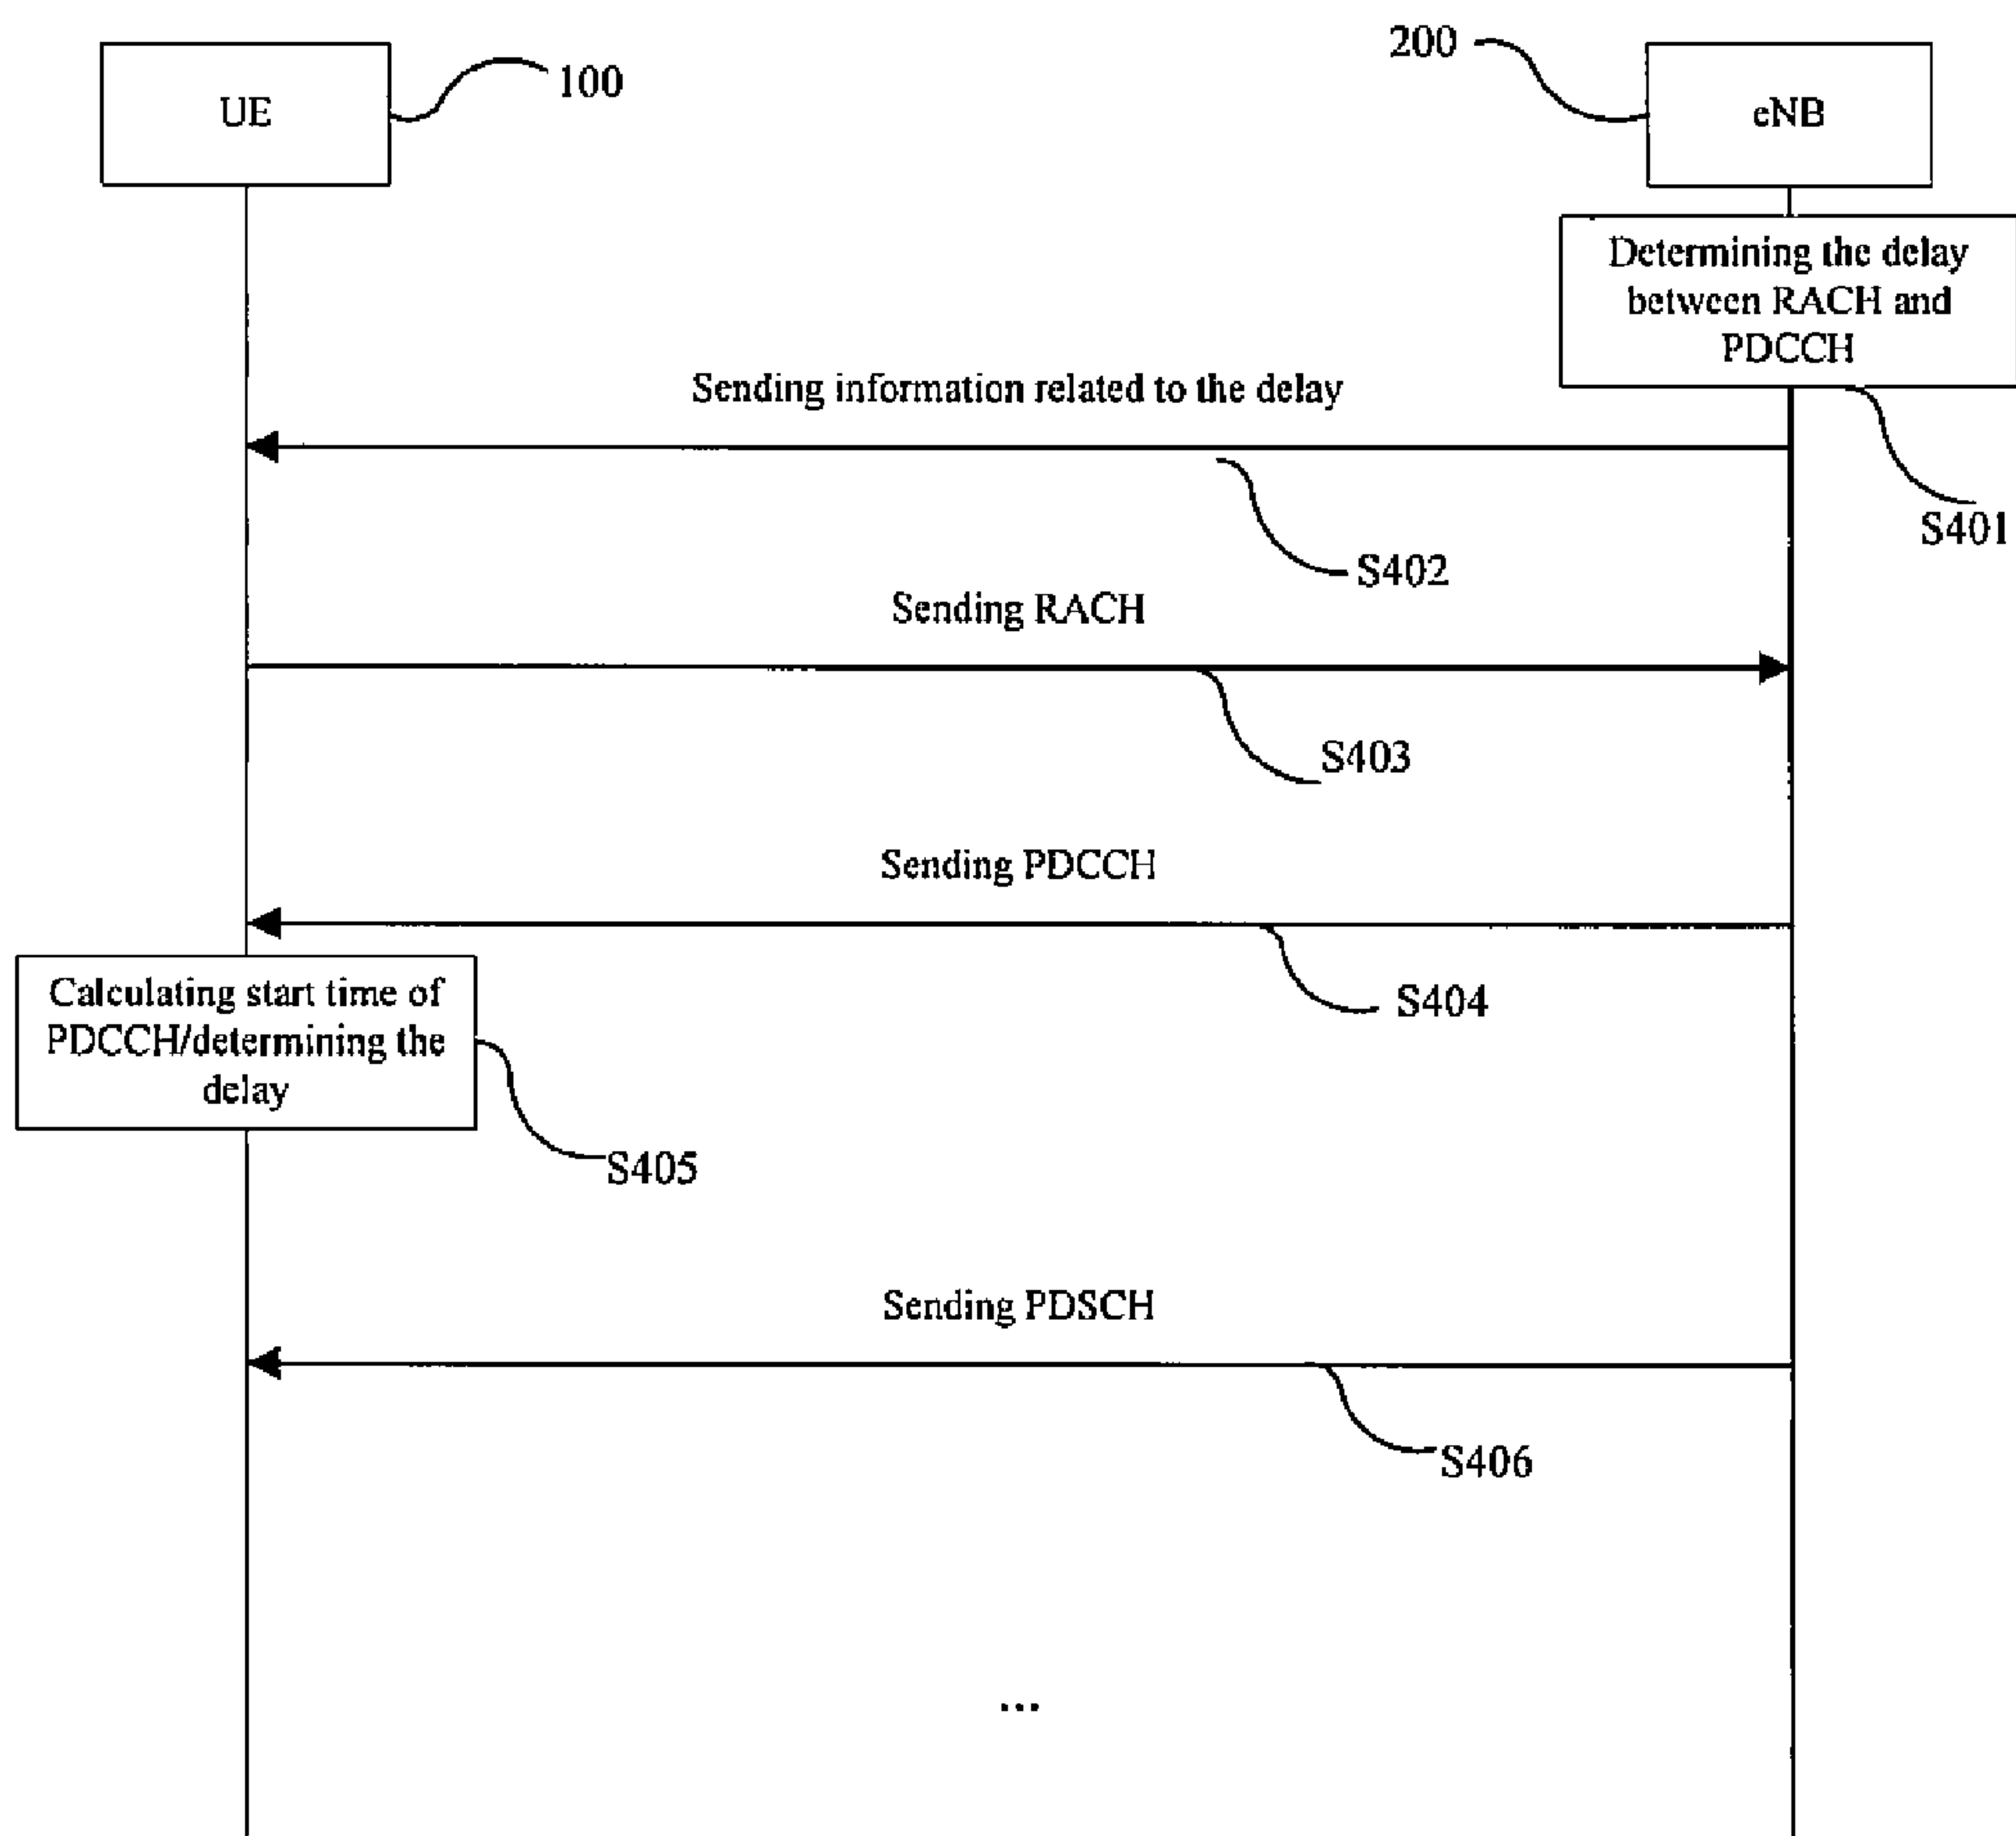 UE
100
200
eNB
Determining the delay
between RACH and
PDCCH
S401
Sending information related to the delay
S402
Sending RACH
S403
Sending PDCCH
S404
Calculating start time of
PDCCH/determining the
delay
S405
Sending PDSCH
S406
...